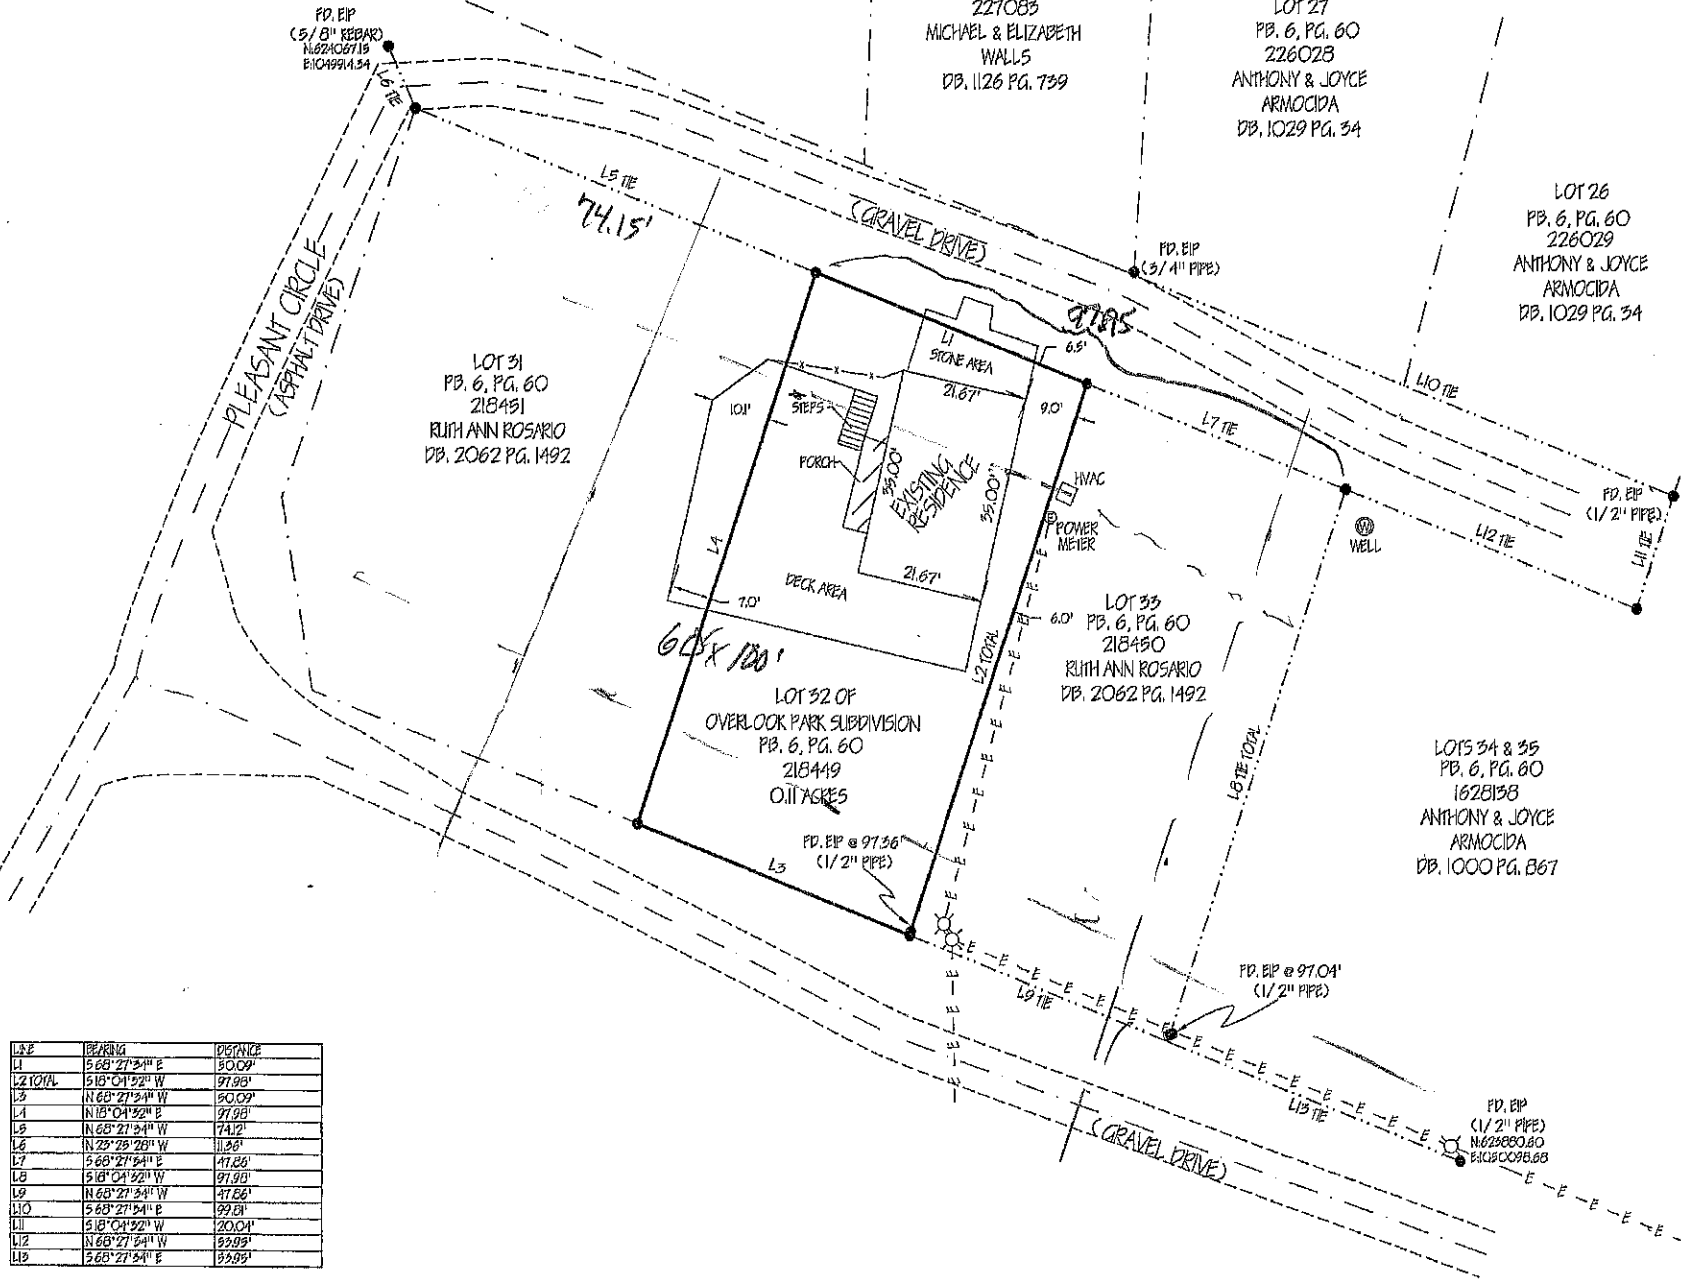 FD. EIP
(5/8" REBAR)
N:624067.15
E:1049914.34
L6 TIE
227083
MICHAEL & ELIZABETH
WALLS
DB. 1126 PG. 739
LOT 27
PB. 6, PG. 60
226028
ANTHONY & JOYCE
ARMOCIDA
DB. 1029 PG. 34
LOT 26
PB. 6, PG. 60
226029
ANTHONY & JOYCE
ARMOCIDA
DB. 1029 PG. 34
L5 TIE
74.15'
(GRAVEL DRIVE)
FD. EIP
(3/4" PIPE)
PLEASANT CIRCLE
(ASPHALT DRIVE)
LOT 31
PB. 6, PG. 60
218451
RUTH ANN ROSARIO
DB. 2062 PG. 1492
L1
STONE AREA
6.5'
21.67'
9.0'
10.1'
STEPS
PORCH
35.00'
EXISTING
RESIDENCE
35.00'
HVAC
POWER
METER
L10 TIE
L7 TIE
FD. EIP
(1/2" PIPE)
W
WELL
L12 TIE
L11 TIE
L4
DECK AREA
21.67'
7.0'
6.0'
L2 TOTAL
LOT 33
PB. 6, PG. 60
218450
RUTH ANN ROSARIO
DB. 2062 PG. 1492
LOT 32 OF
OVERLOOK PARK SUBDIVISION
PB. 6, PG. 60
218449
0.11 ACRES
L8 TIE TOTAL
LOTS 34 & 35
PB. 6, PG. 60
1628138
ANTHONY & JOYCE
ARMOCIDA
DB. 1000 PG. 867
FD. EIP @ 97.36'
(1/2" PIPE)
L3
L9 TIE
FD. EIP @ 97.04'
(1/2" PIPE)
L13 TIE
FD. EIP
(1/2" PIPE)
N:623880.60
E:1050098.68
(GRAVEL DRIVE)
LINE BEARING DISTANCE
L1 S 68°27'34" E 50.09'
L2 TOTAL S 18°04'32" W 97.98'
L3 N 68°27'34" W 50.09'
L4 N 18°04'32" E 97.98'
L5 N 68°27'34" W 74.12'
L6 N 23°25'28" W 11.36'
L7 S 68°27'34" E 47.86'
L8 S 18°04'32" W 97.98'
L9 N 68°27'34" W 47.86'
L10 S 68°27'34" E 99.81'
L11 S 18°04'32" W 20.04'
L12 N 68°27'34" W 53.95'
L13 S 68°27'34" E 53.95'